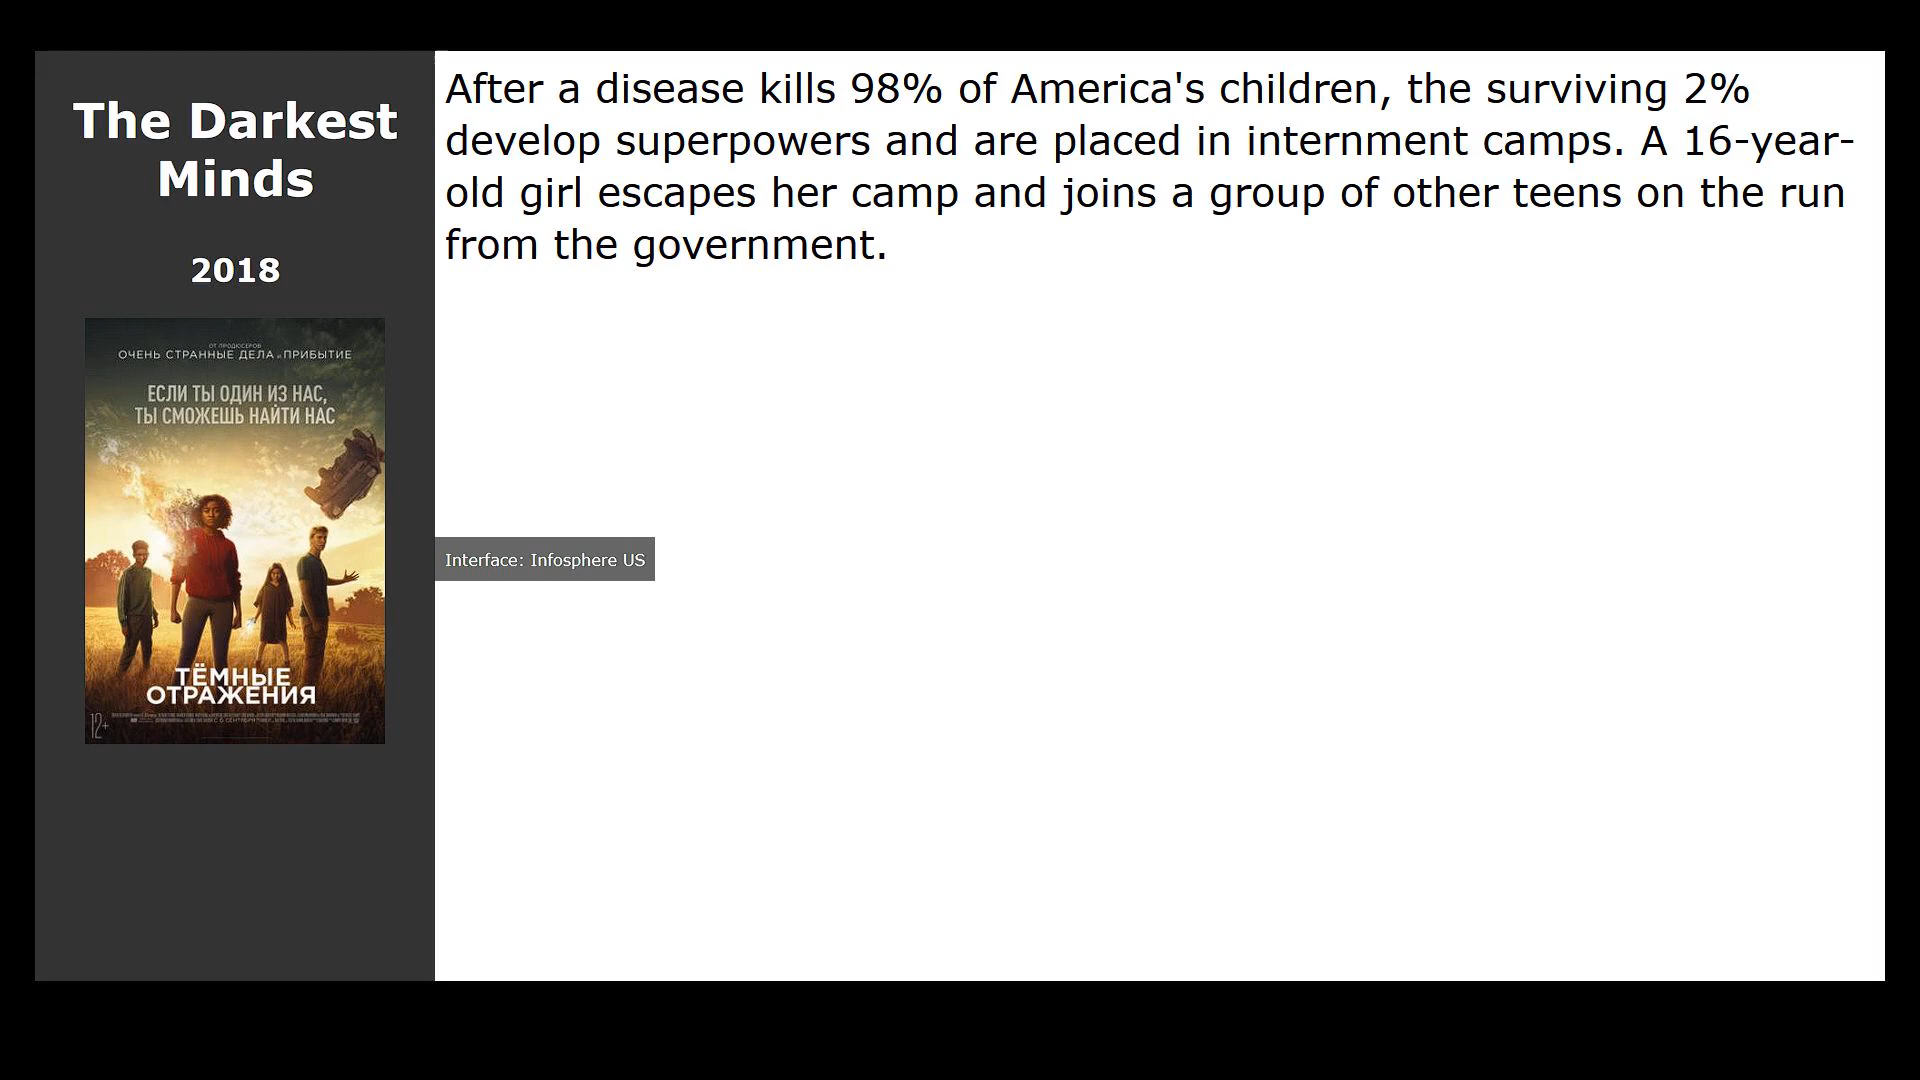 The Darkest
Minds
2018
ОТ ПРОДЮСЕРОВ
ОЧЕНЬ СТРАННЫЕ ДЕЛА И ПРИБЫТИЕ
ЕСЛИ ТЫ ОДИН ИЗ НАС,
ТЫ СМОЖЕШЬ НАЙТИ НАС
ТЁМНЫЕ
ОТРАЖЕНИЯ
12+
After a disease kills 98% of America's children, the surviving 2%
develop superpowers and are placed in internment camps. A 16-year-
old girl escapes her camp and joins a group of other teens on the run
from the government.
Interface: Infosphere US